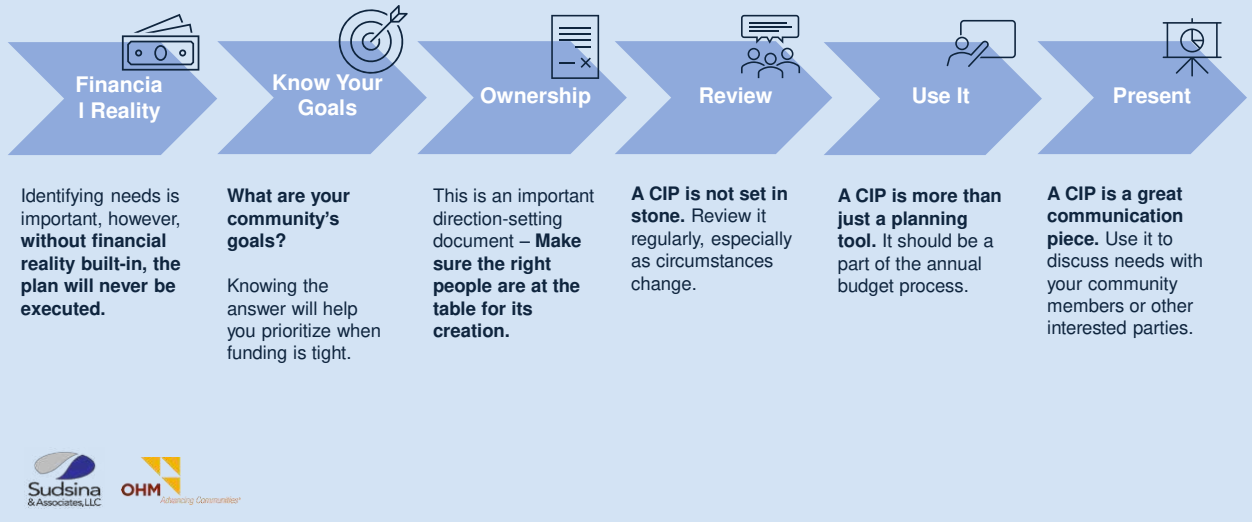 Financia
l Reality
Know Your
Goals
Ownership
Review
Use It
Present
Identifying needs is
important, however,
without financial
reality built-in, the
plan will never be
executed.
What are your
community's
goals?
Knowing the
answer will help
you prioritize when
funding is tight.
This is an important
direction-setting
document – Make
sure the right
people are at the
table for its
creation.
A CIP is not set in
stone. Review it
regularly, especially
as circumstances
change.
A CIP is more than
just a planning
tool. It should be a
part of the annual
budget process.
A CIP is a great
communication
piece. Use it to
discuss needs with
your community
members or other
interested parties.
Sudsina
& Associates, LLC
OHM
Advancing Communities®